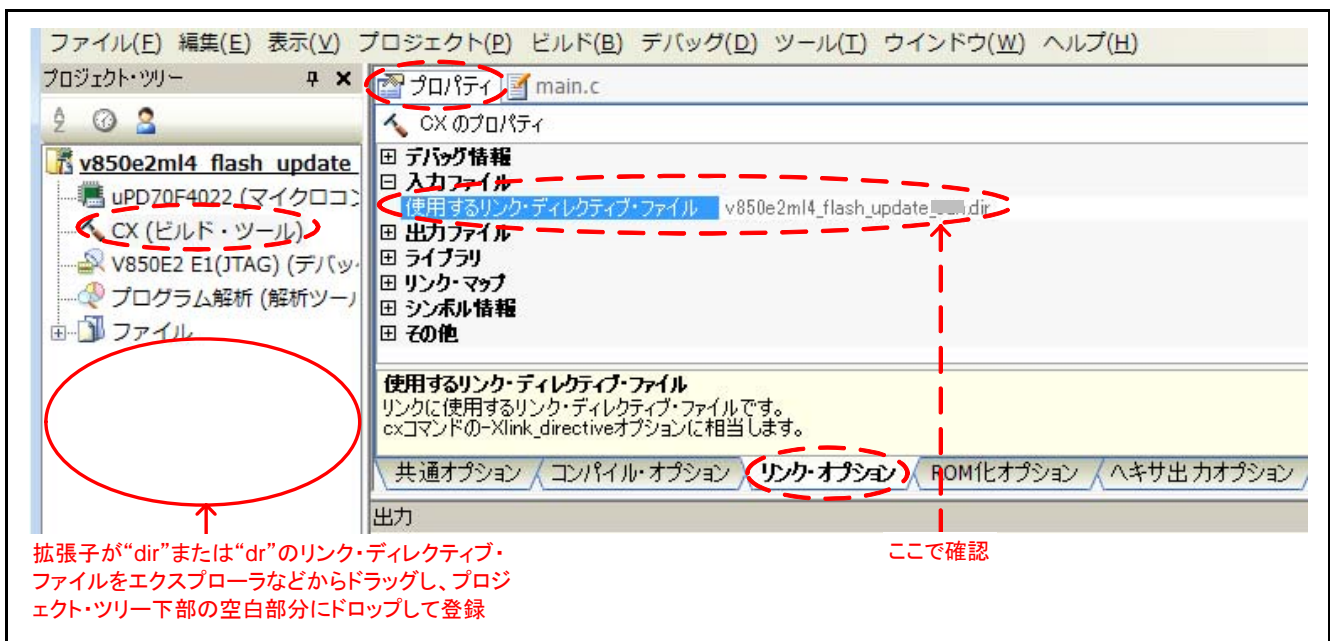 ファイル(F) 編集(E) 表示(V) プロジェクト(P) ビルド(B) デバッグ(D) ツール(T) ウインドウ(W) ヘルプ(H)
プロジェクト・ツリー
プロパティ main.c
CX のプロパティ
v850e2ml4_flash_update_
uPD70F4022 (マイクロコン
CX (ビルド・ツール)
V850E2 E1(JTAG) (デバッ
プログラム解析 (解析ツール
ファイル
デバッグ情報
入力ファイル
使用するリンク・ディレクティブ・ファイル v850e2ml4_flash_update_ .dir
出力ファイル
ライブラリ
リンク・マップ
シンボル情報
その他
使用するリンク・ディレクティブ・ファイル
リンクに使用するリンク・ディレクティブ・ファイルです。
cxコマンドの-Xlink_directiveオプションに相当します。
共通オプション コンパイル・オプション リンク・オプション ROM化オプション ヘキサ出力オプション
出力
拡張子が“dir”または“dr”のリンク・ディレクティブ・
ファイルをエクスプローラなどからドラッグし、プロジ
ェクト・ツリー下部の空白部分にドロップして登録
ここで確認